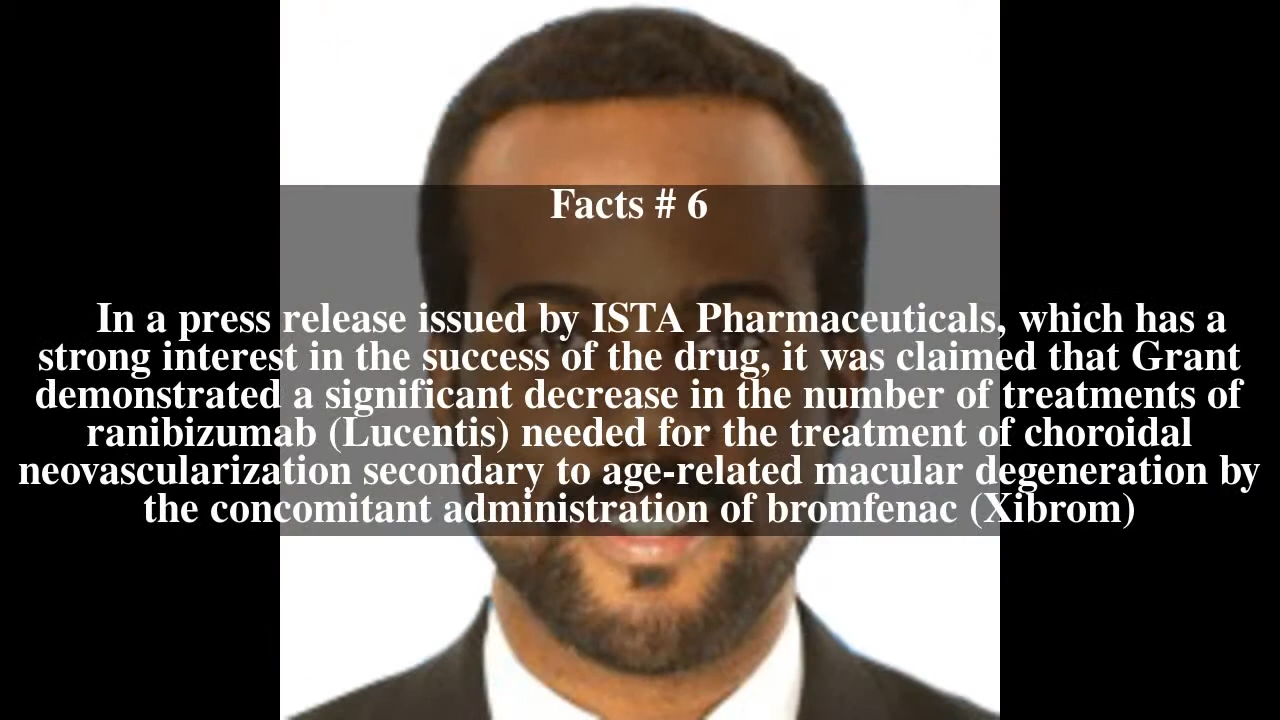 Facts # 6
In a press release issued by ISTA Pharmaceuticals, which has a
strong interest in the success of the drug, it was claimed that Grant
demonstrated a significant decrease in the number of treatments of
ranibizumab (Lucentis) needed for the treatment of choroidal
neovascularization secondary to age-related macular degeneration by
the concomitant administration of bromfenac (Xibrom)